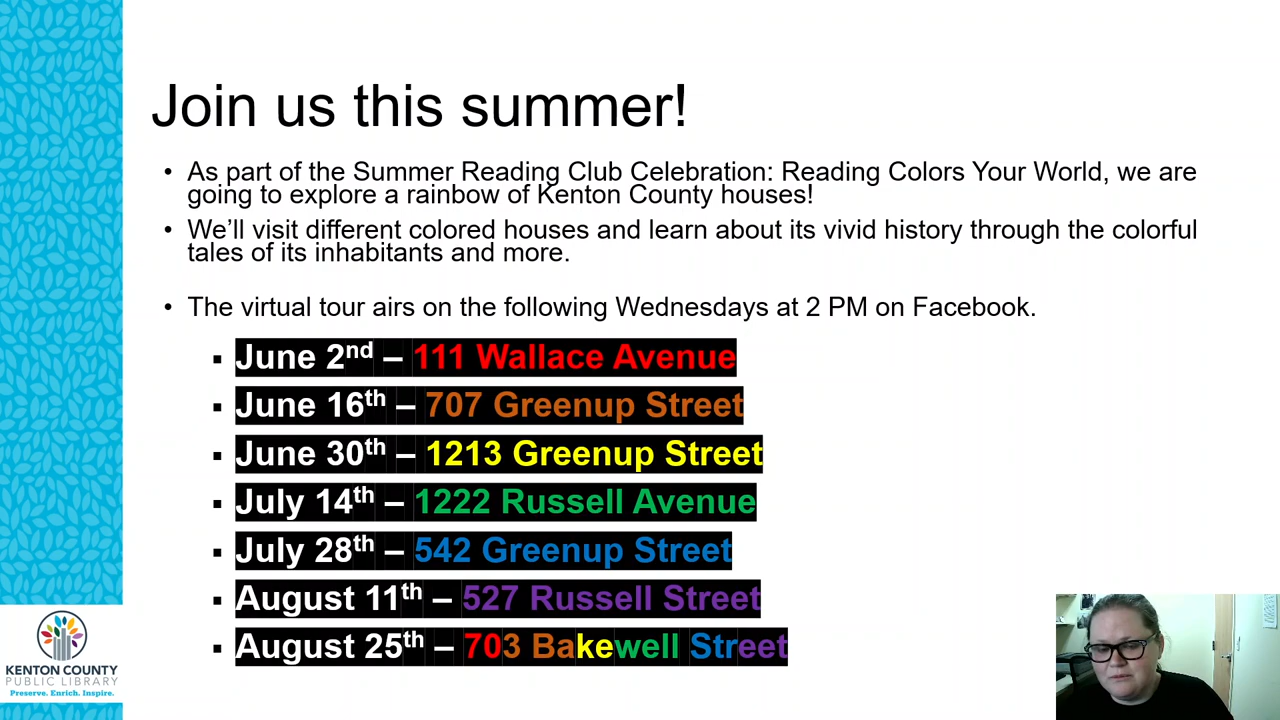 Join us this summer!
• As part of the Summer Reading Club Celebration: Reading Colors Your World, we are
going to explore a rainbow of Kenton County houses!
• We’ll visit different colored houses and learn about its vivid history through the colorful
tales of its inhabitants and more.
• The virtual tour airs on the following Wednesdays at 2 PM on Facebook.
▪ June 2nd – 111 Wallace Avenue
▪ June 16th – 707 Greenup Street
▪ June 30th – 1213 Greenup Street
▪ July 14th – 1222 Russell Avenue
▪ July 28th – 542 Greenup Street
▪ August 11th – 527 Russell Street
▪ August 25th – 703 Bakewell Street
KENTON COUNTY
PUBLIC LIBRARY
Preserve. Enrich. Inspire.